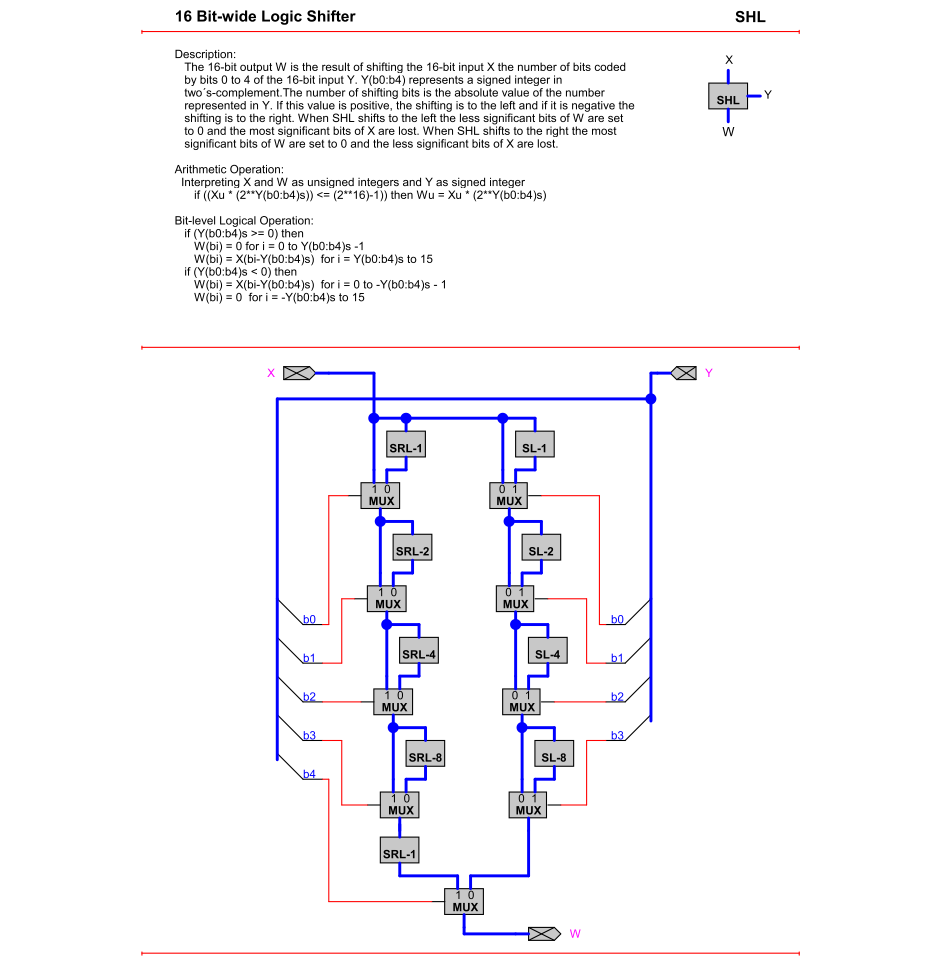 16 Bit-wide Logic Shifter
SHL
Description:
The 16-bit output W is the result of shifting the 16-bit input X the number of bits coded
by bits 0 to 4 of the 16-bit input Y. Y(b0:b4) represents a signed integer in
two´s-complement.The number of shifting bits is the absolute value of the number
represented in Y. If this value is positive, the shifting is to the left and if it is negative the
shifting is to the right. When SHL shifts to the left the less significant bits of W are set
to 0 and the most significant bits of X are lost. When SHL shifts to the right the most
significant bits of W are set to 0 and the less significant bits of X are lost.
X
SHL
Y
W
Arithmetic Operation:
Interpreting X and W as unsigned integers and Y as signed integer
if ((Xu * (2**Y(b0:b4)s)) <= (2**16)-1)) then Wu = Xu * (2**Y(b0:b4)s)
Bit-level Logical Operation:
if (Y(b0:b4)s >= 0) then
W(bi) = 0 for i = 0 to Y(b0:b4)s -1
W(bi) = X(bi-Y(b0:b4)s) for i = Y(b0:b4)s to 15
if (Y(b0:b4)s < 0) then
W(bi) = X(bi-Y(b0:b4)s) for i = 0 to -Y(b0:b4)s - 1
W(bi) = 0 for i = -Y(b0:b4)s to 15
X
Y
SRL-1
SL-1
1 0
MUX
0 1
MUX
SRL-2
SL-2
1 0
MUX
0 1
MUX
b0
b0
SRL-4
SL-4
b1
b1
1 0
MUX
0 1
MUX
b2
b2
b3
b3
SRL-8
SL-8
b4
1 0
MUX
0 1
MUX
SRL-1
1 0
MUX
W